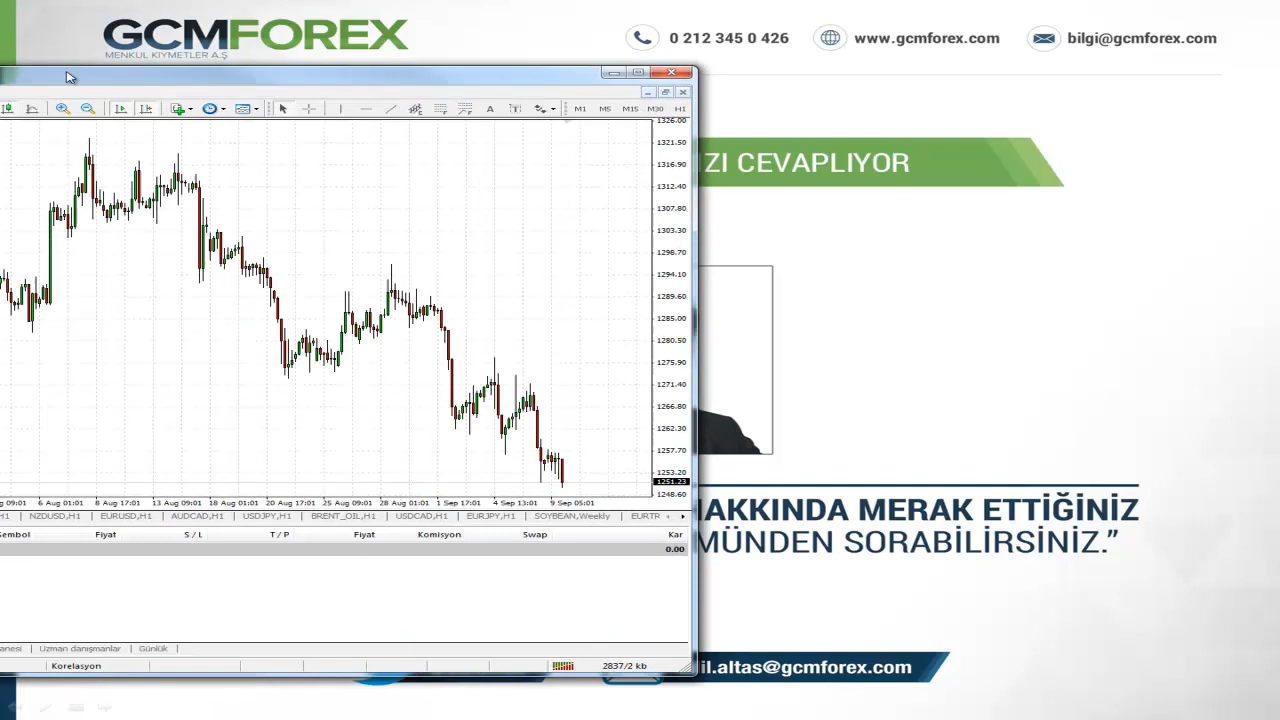 GCMFOREX
MENKUL KIYMETLER A.Ş
0 212 345 0 426
www.gcmforex.com
bilgi@gcmforex.com
IZI CEVAPLIYOR
M1 M5 M15 M30 H1
1326.00
1321.50
1316.90
1312.40
1307.80
1303.30
1298.70
1294.10
1289.60
1285.00
1280.50
1275.90
1271.40
1266.80
1262.30
1257.70
1253.20
1251.23
1248.60
09:01 6 Aug 01:01 8 Aug 17:01 13 Aug 09:01 18 Aug 01:01 20 Aug 17:01 25 Aug 09:01 28 Aug 01:01 1 Sep 17:01 4 Sep 13:01 9 Sep 05:01
H1 NZDUSD,H1 EURUSD,H1 AUDCAD,H1 USDJPY,H1 BRENT_OIL,H1 USDCAD,H1 EURJPY,H1 SOYBEAN,Weekly EURTR
Sembol Fiyat S / L T / P Fiyat Komisyon Swap Kar
0.00
HAKKINDA MERAK ETTİĞİNİZ
MÜNDEN SORABİLİRSİNİZ.”
anesi Uzman danışmanlar Günlük
Korelasyon 2837/2 kb
il.altas@gcmforex.com